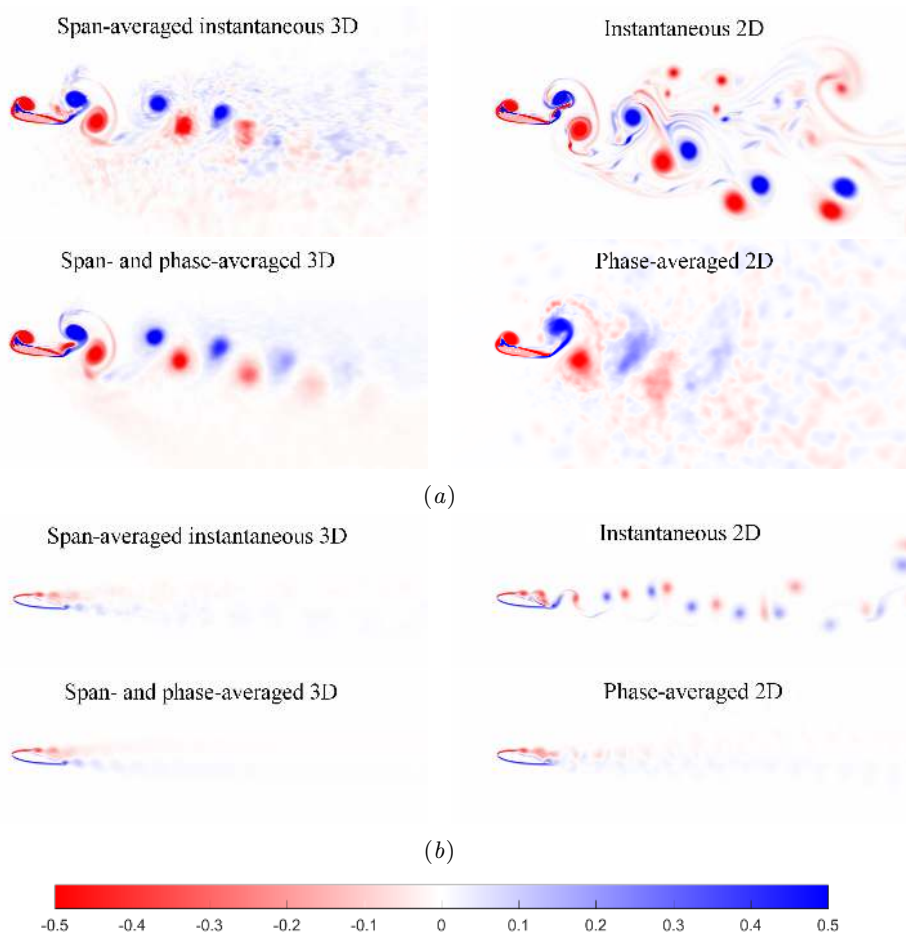 Span-averaged instantaneous 3D
Instantaneous 2D
Span- and phase-averaged 3D
Phase-averaged 2D
(a)
Span-averaged instantaneous 3D
Instantaneous 2D
Span- and phase-averaged 3D
Phase-averaged 2D
(b)
-0.5 -0.4 -0.3 -0.2 -0.1 0 0.1 0.2 0.3 0.4 0.5